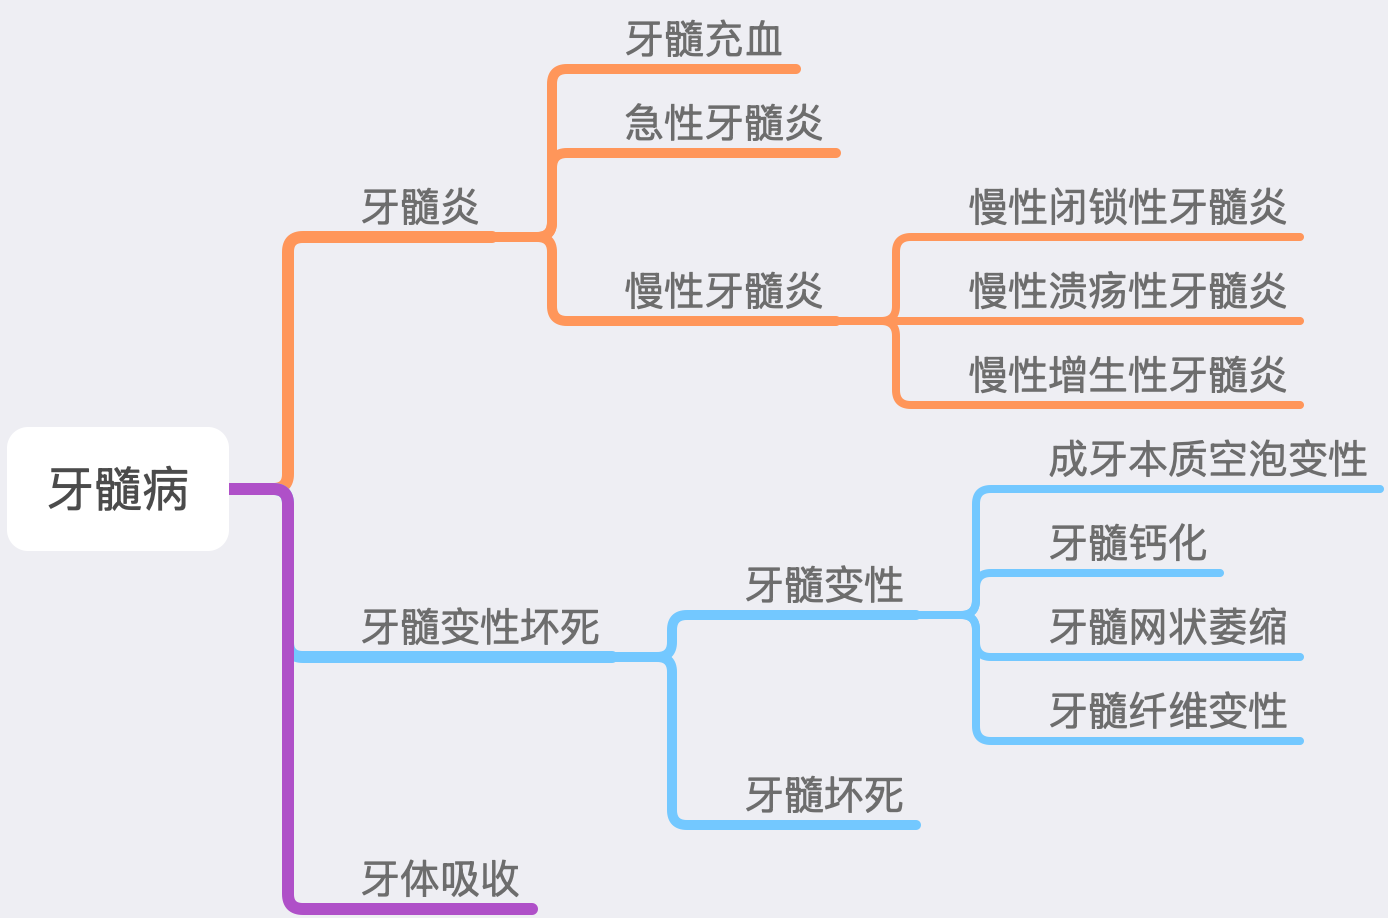 牙髓病
牙髓炎
牙髓充血
急性牙髓炎
慢性牙髓炎
慢性闭锁性牙髓炎
慢性溃疡性牙髓炎
慢性增生性牙髓炎
牙髓变性坏死
牙髓变性
成牙本质空泡变性
牙髓钙化
牙髓网状萎缩
牙髓纤维变性
牙髓坏死
牙体吸收